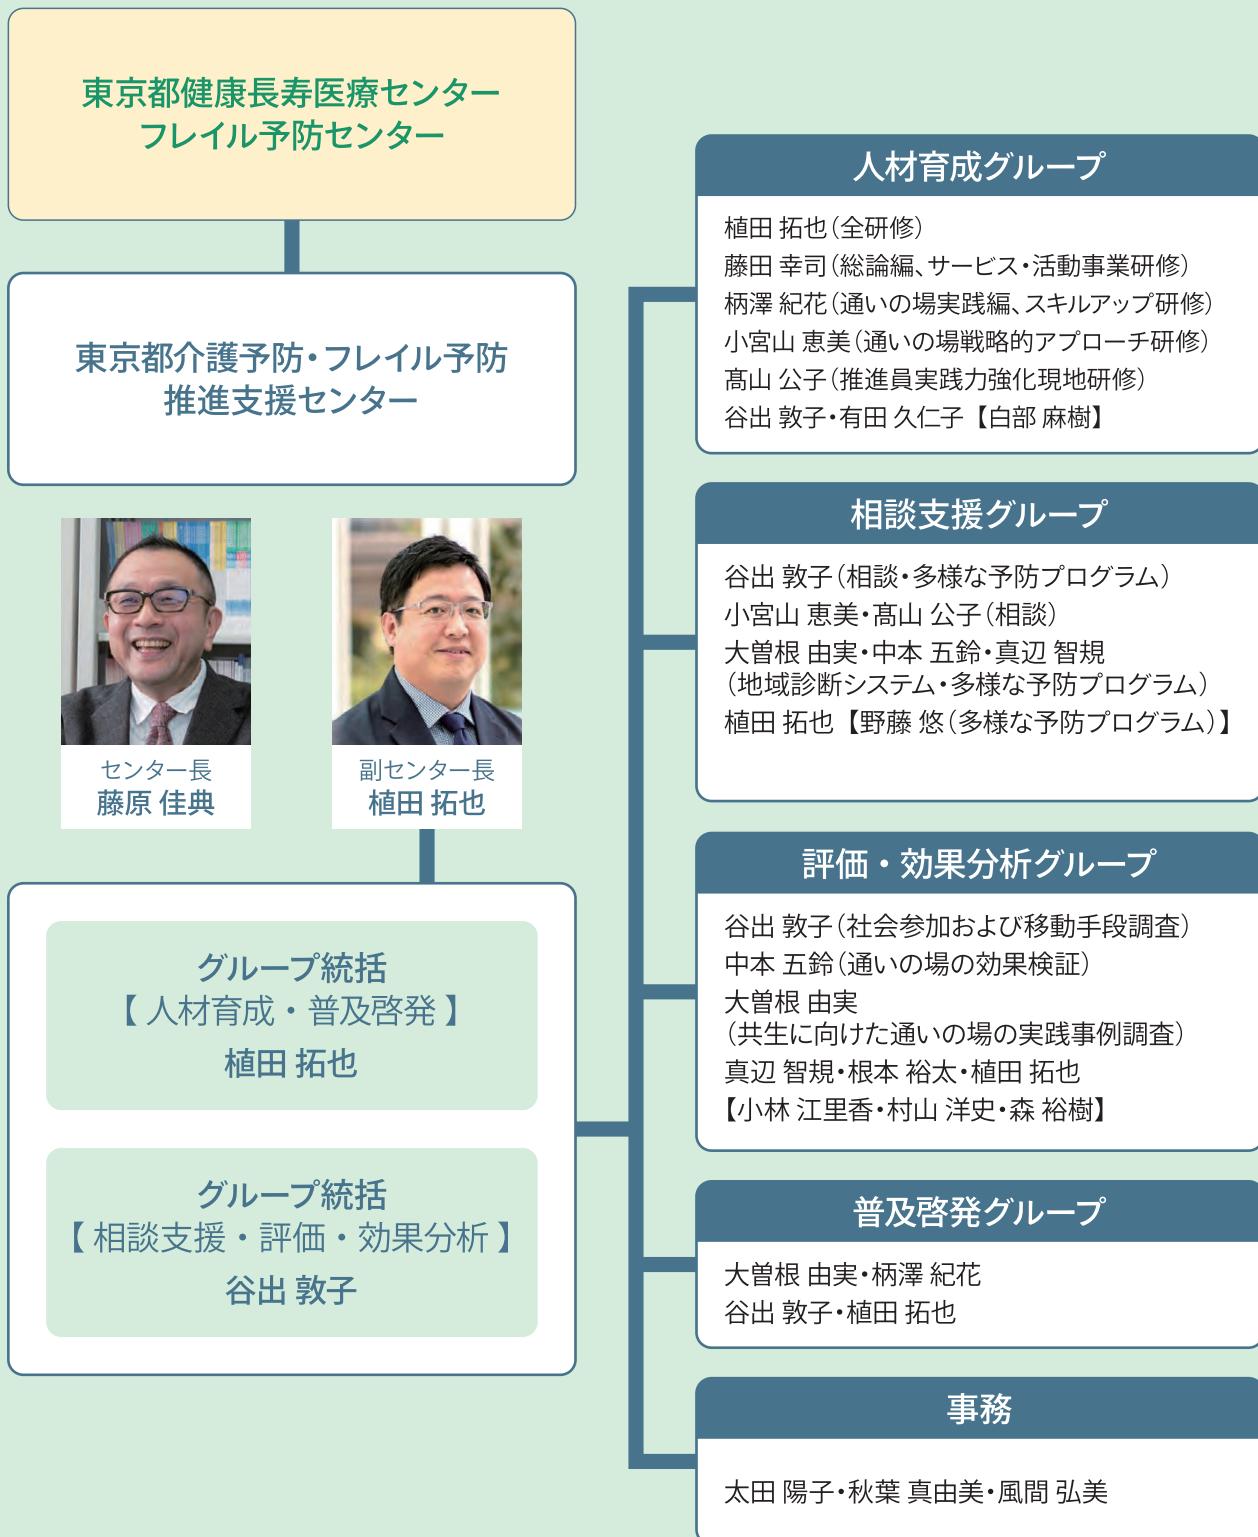 東京都健康長寿医療センター
フレイル予防センター
東京都介護予防・フレイル予防
推進支援センター
センター長
藤原 佳典
副センター長
植田 拓也
グループ統括
【 人材育成・普及啓発 】
植田 拓也
グループ統括
【 相談支援・評価・効果分析 】
谷出 敦子
人材育成グループ
植田 拓也（全研修）
藤田 幸司（総論編、サービス・活動事業研修）
柄澤 紀花（通いの場実践編、スキルアップ研修）
小宮山 恵美（通いの場戦略的アプローチ研修）
髙山 公子（推進員実践力強化現地研修）
谷出 敦子・有田 久仁子【白部 麻樹】
相談支援グループ
谷出 敦子（相談・多様な予防プログラム）
小宮山 恵美・髙山 公子（相談）
大曽根 由実・中本 五鈴・真辺 智規
（地域診断システム・多様な予防プログラム）
植田 拓也【野藤 悠（多様な予防プログラム）】
評価・効果分析グループ
谷出 敦子（社会参加および移動手段調査）
中本 五鈴（通いの場の効果検証）
大曽根 由実
（共生に向けた通いの場の実践事例調査）
真辺 智規・根本 裕太・植田 拓也
【小林 江里香・村山 洋史・森 裕樹】
普及啓発グループ
大曽根 由実・柄澤 紀花
谷出 敦子・植田 拓也
事務
太田 陽子・秋葉 真由美・風間 弘美